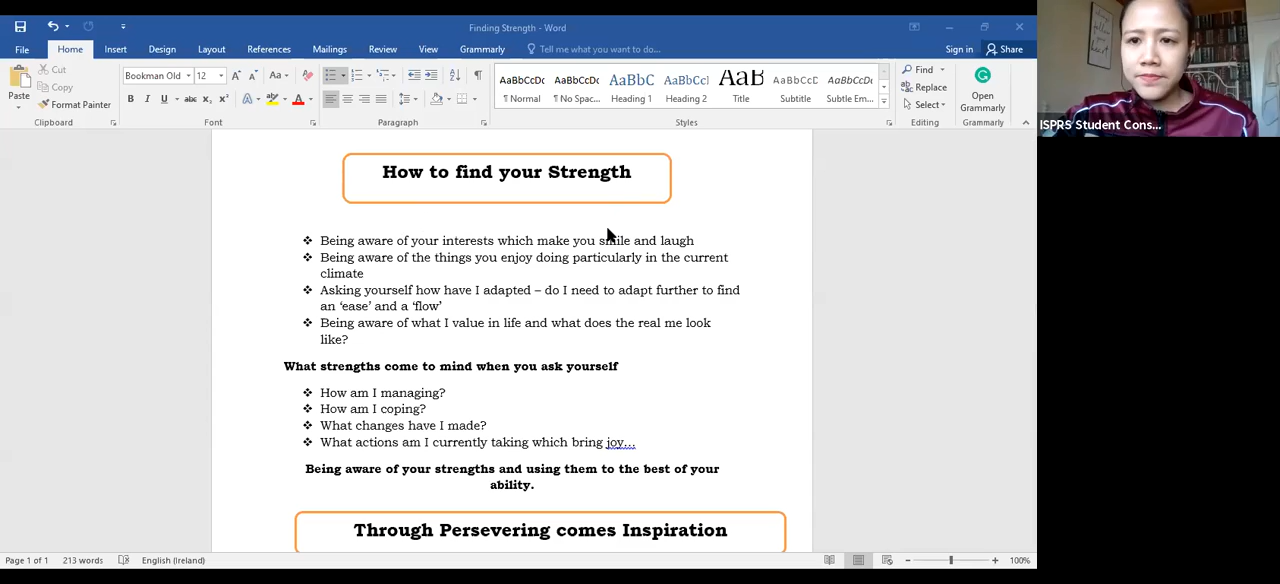 Finding Strength - Word
File Home Insert Design Layout References Mailings Review View Grammarly Tell me what you want to do... Sign in Share
Paste Cut
Copy
Format Painter
Clipboard
Bookman Old 12
Font
Paragraph
AaBbCcDc AaBbCcDc AaBbC AaBbCcI AaB AaBbCcD AaBbCcDc
¶ Normal ¶ No Spac... Heading 1 Heading 2 Title Subtitle Subtle Em...
Styles
Find
Replace
Select
Editing
Open
Grammarly
Grammarly
follow
your
heart
ISPRS Student Cons...
How to find your Strength
❖ Being aware of your interests which make you smile and laugh
❖ Being aware of the things you enjoy doing particularly in the current
climate
❖ Asking yourself how have I adapted – do I need to adapt further to find
an ‘ease’ and a ‘flow’
❖ Being aware of what I value in life and what does the real me look
like?
What strengths come to mind when you ask yourself
❖ How am I managing?
❖ How am I coping?
❖ What changes have I made?
❖ What actions am I currently taking which bring joy...
Being aware of your strengths and using them to the best of your
ability.
Through Persevering comes Inspiration
Page 1 of 1 213 words English (Ireland) 100%